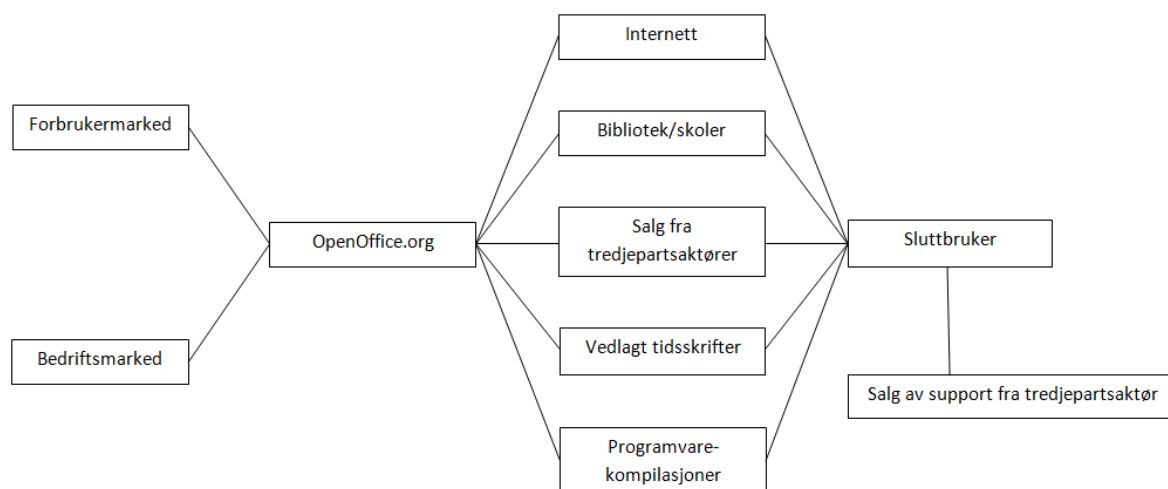 Internett
Forbrukermarked
Bibliotek/skoler
OpenOffice.org
Salg fra
tredjepartsaktører
Sluttbruker
Bedriftsmarked
Vedlagt tidsskrifter
Salg av support fra tredjepartsaktør
Programvare-
kompilasjoner